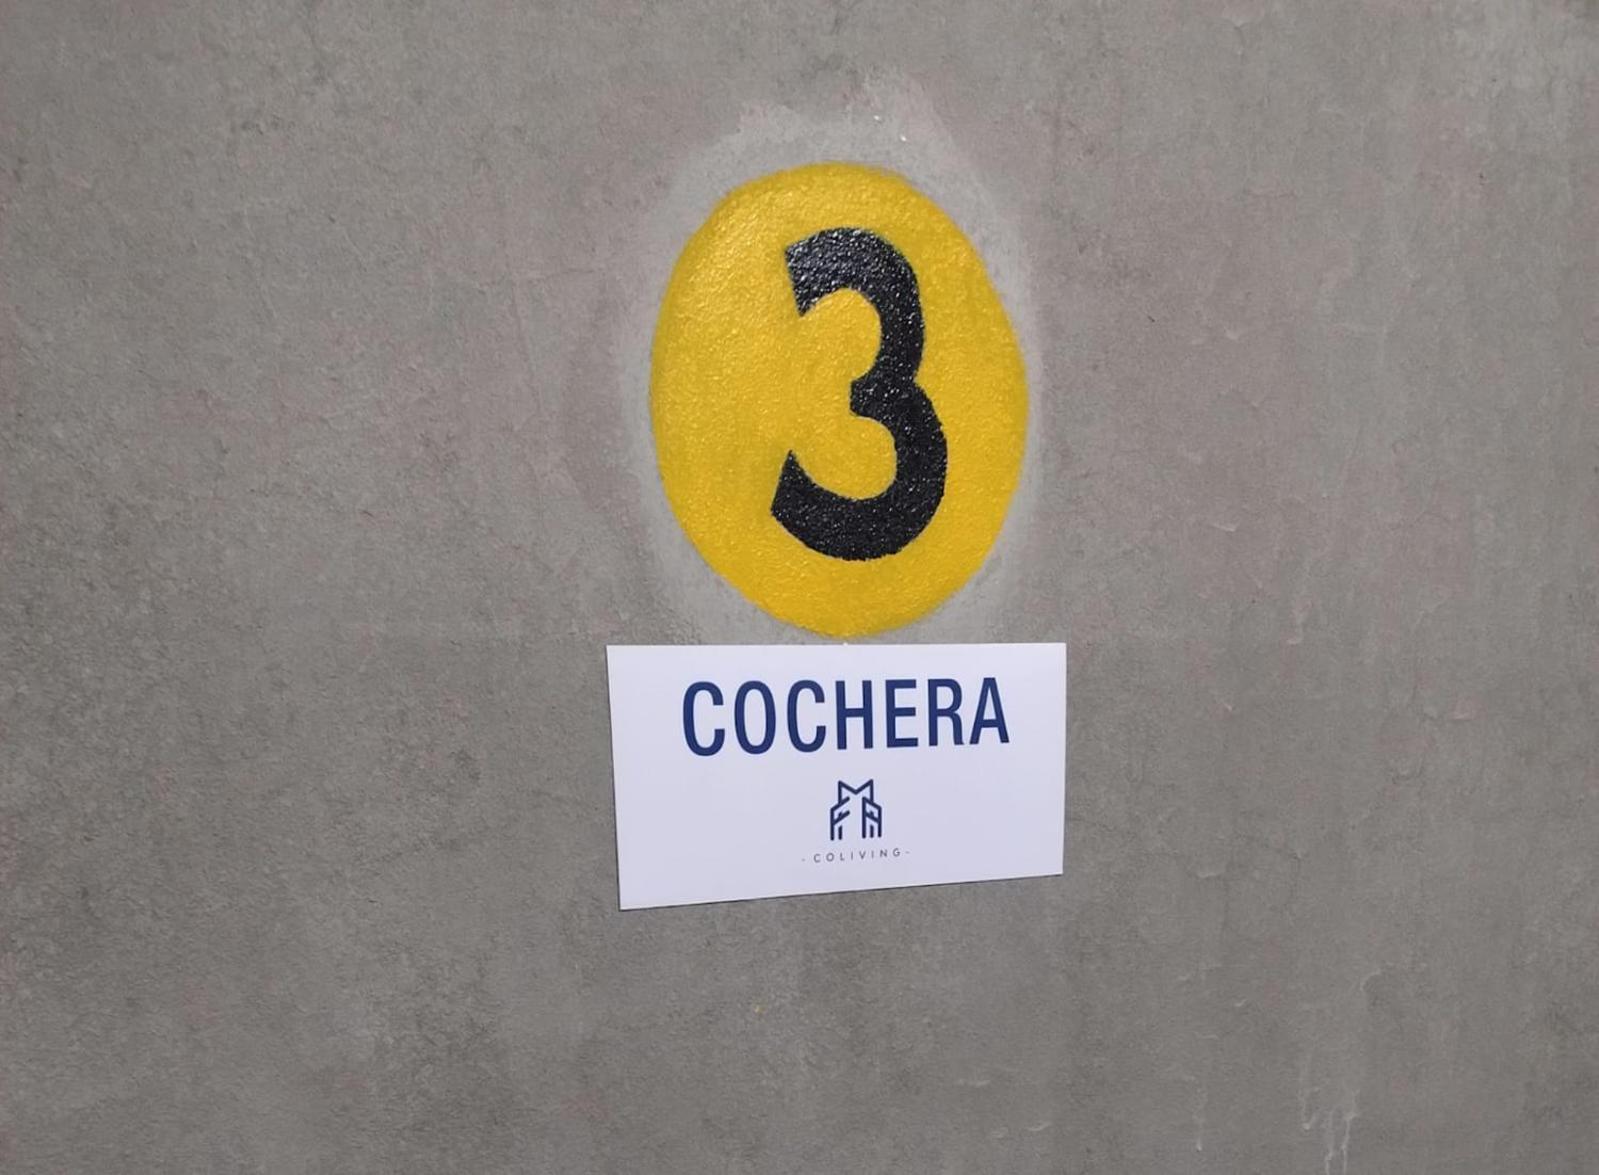 3
COCHERA
- COLIVING -